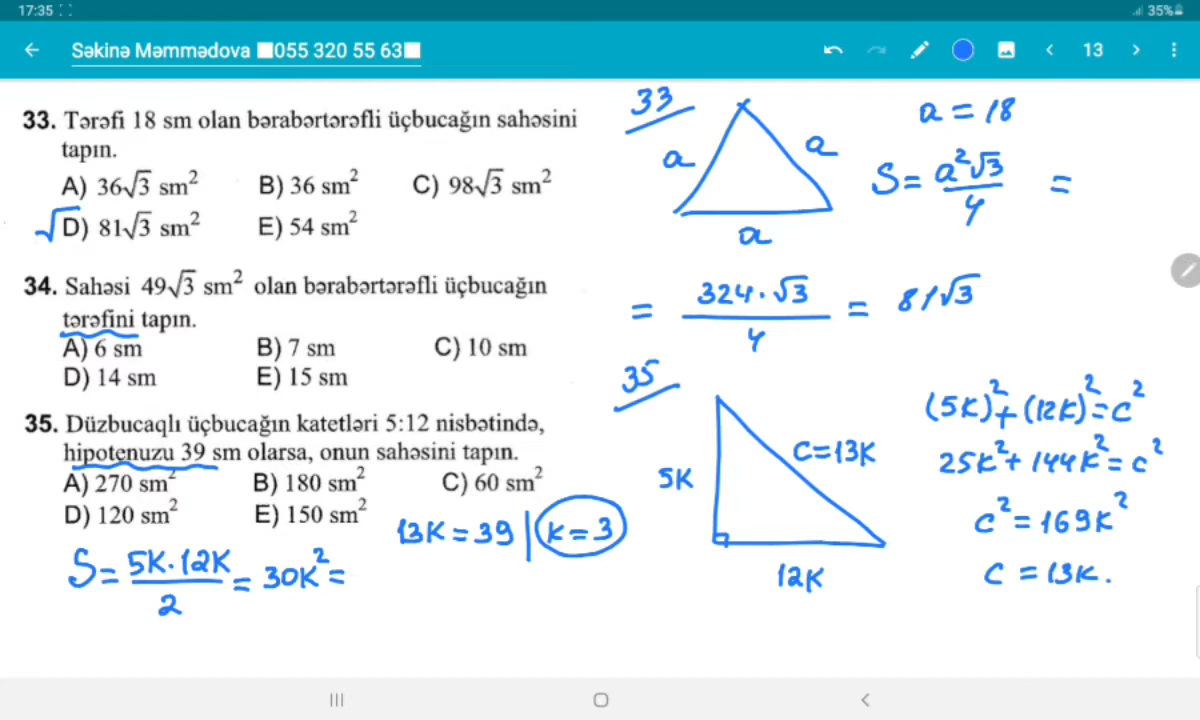 17:35
35%
Səkinə Məmmədova 055 320 55 63
13
33. Tərəfi 18 sm olan bərabərtərəfli üçbucağın sahəsini
tapın.
A) 36√3 sm² B) 36 sm² C) 98√3 sm²
√D) 81√3 sm² E) 54 sm²
34. Sahəsi 49√3 sm² olan bərabərtərəfli üçbucağın
tərəfini tapın.
A) 6 sm B) 7 sm C) 10 sm
D) 14 sm E) 15 sm
35. Düzbucaqlı üçbucağın katetləri 5:12 nisbətində,
hipotenuzu 39 sm olarsa, onun sahəsini tapın.
A) 270 sm² B) 180 sm² C) 60 sm²
D) 120 sm² E) 150 sm²
13K=39 | K=3
S= 5K·12K/2 = 30K²=
33
a
a
a
a = 18
S= a²√3/4 =
= 324·√3/4 = 81√3
35
5K
C=13K
12K
(5K)²+(12K)²=c²
25K²+144K²=c²
c²=169K²
c =13K.